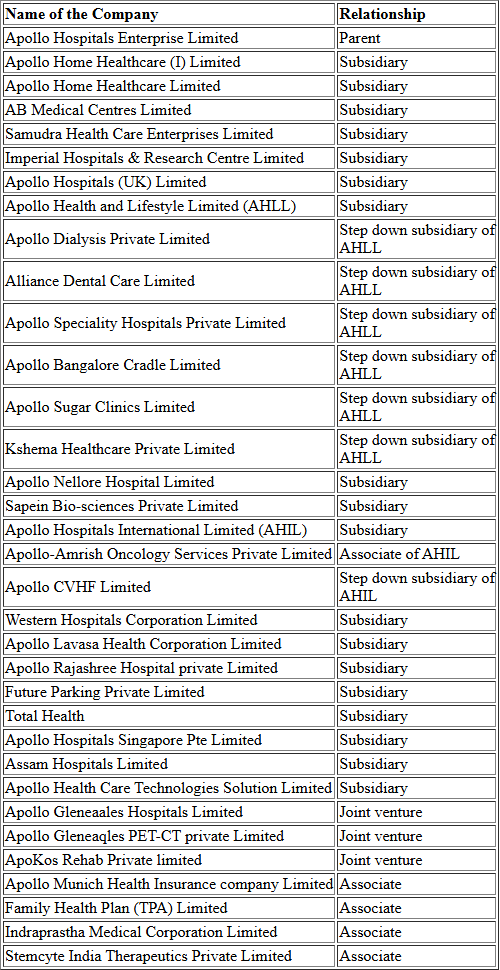 Name of the Company Relationship
Apollo Hospitals Enterprise Limited Parent
Apollo Home Healthcare (I) Limited Subsidiary
Apollo Home Healthcare Limited Subsidiary
AB Medical Centres Limited Subsidiary
Samudra Health Care Enterprises Limited Subsidiary
Imperial Hospitals & Research Centre Limited Subsidiary
Apollo Hospitals (UK) Limited Subsidiary
Apollo Health and Lifestyle Limited (AHLL) Subsidiary
Apollo Dialysis Private Limited Step down subsidiary of
AHLL
Alliance Dental Care Limited Step down subsidiary of
AHLL
Apollo Speciality Hospitals Private Limited Step down subsidiary of
AHLL
Apollo Bangalore Cradle Limited Step down subsidiary of
AHLL
Apollo Sugar Clinics Limited Step down subsidiary of
AHLL
Kshema Healthcare Private Limited Step down subsidiary of
AHLL
Apollo Nellore Hospital Limited Subsidiary
Sapein Bio-sciences Private Limited Subsidiary
Apollo Hospitals International Limited (AHIL) Subsidiary
Apollo-Amrish Oncology Services Private Limited Associate of AHIL
Apollo CVHF Limited Step down subsidiary of
AHIL
Western Hospitals Corporation Limited Subsidiary
Apollo Lavasa Health Corporation Limited Subsidiary
Apollo Rajashree Hospital private Limited Subsidiary
Future Parking Private Limited Subsidiary
Total Health Subsidiary
Apollo Hospitals Singapore Pte Limited Subsidiary
Assam Hospitals Limited Subsidiary
Apollo Health Care Technologies Solution Limited Subsidiary
Apollo Gleneaales Hospitals Limited Joint venture
Apollo Gleneaqles PET-CT private Limited Joint venture
ApoKos Rehab Private limited Joint venture
Apollo Munich Health Insurance company Limited Associate
Family Health Plan (TPA) Limited Associate
Indraprastha Medical Corporation Limited Associate
Stemcyte India Therapeutics Private Limited Associate